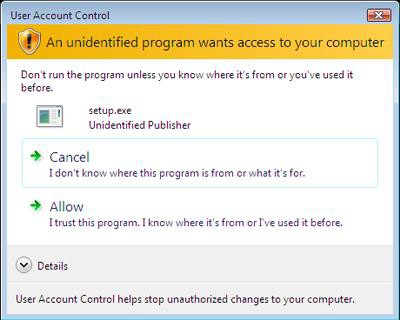 User Account Control
An unidentified program wants access to your computer
Don't run the program unless you know where it's from or you've used it
before.
setup.exe
Unidentified Publisher
Cancel
I don't know where this program is from or what it's for.
Allow
I trust this program. I know where it's from or I've used it before.
Details
User Account Control helps stop unauthorized changes to your computer.